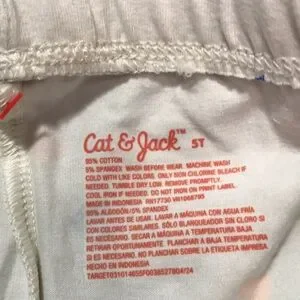 Cat & Jack™ 5T
95% COTTON
5% SPANGEX WASH BEFORE WEAR. MACHINE WASH
COLD WITH LIKE COLORS. ONLY NON CHLORINE BLEACH IF
NEEDED. TUMBLE DRY LOW. REMOVE PROMPTLY.
COOL IRON IF NEEDED. DO NOT IRON ON PRINT LABEL.
MADE IN INDONESIA RN17730
95% ALGODÓN/5% SPANDEX
LAVAR ANTES DE USAR. LAVAR A MÁQUINA CON AGUA FRÍA
CON COLORES SIMILARES. SÓLO BLANQUEADOR SIN CLORO SI
ES NECESARIO. SECAR A MÁQUINA A TEMPERATURA BAJA
RETIRAR OPORTUNAMENTE. PLANCHAR A BAJA TEMPERATURA
SI ES NECESARIO. NO PLANCHAR SOBRE LA ETIQUETA IMPRESA
HECHO EN INDONESIA